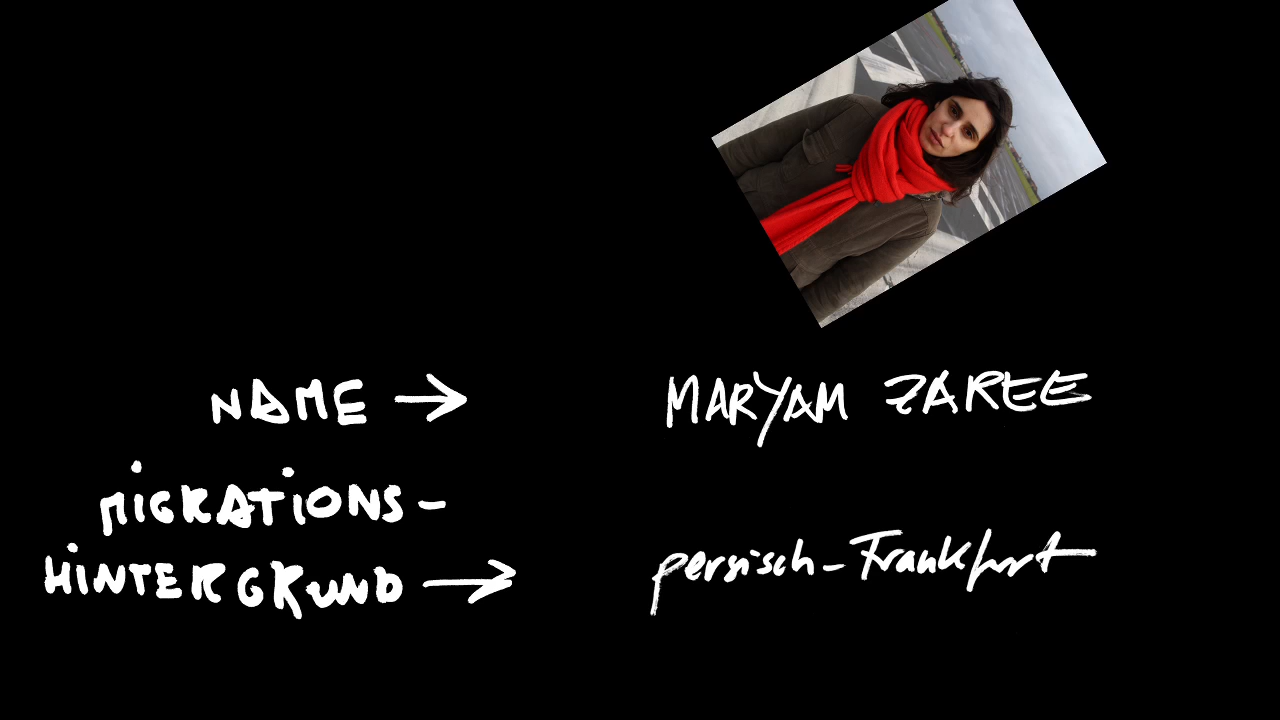 NAME → MARYAM ZAREE
MIGRATIONS-
HINTERGRUND → persisch-Frankfurt